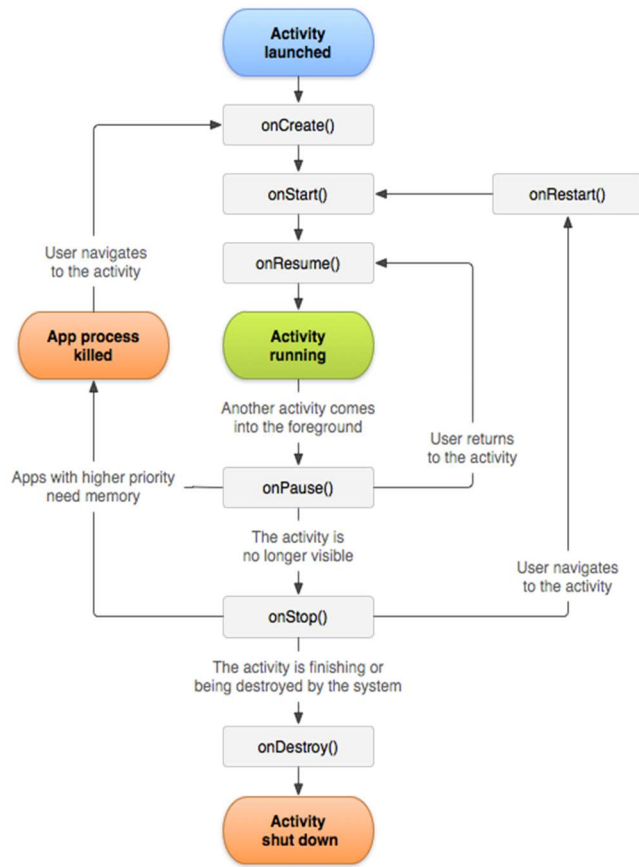 Activity
launched
onCreate()
onStart()
onRestart()
User navigates
to the activity
onResume()
App process
killed
Activity
running
Another activity comes
into the foreground
User returns
to the activity
Apps with higher priority
need memory
onPause()
The activity is
no longer visible
User navigates
to the activity
onStop()
The activity is finishing or
being destroyed by the system
onDestroy()
Activity
shut down